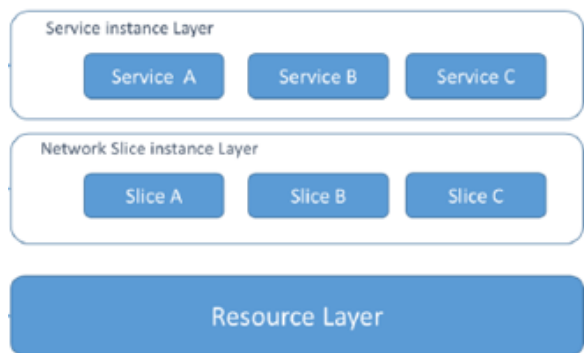 Service instance Layer
Service A Service B Service C
Network Slice instance Layer
Slice A Slice B Slice C
Resource Layer